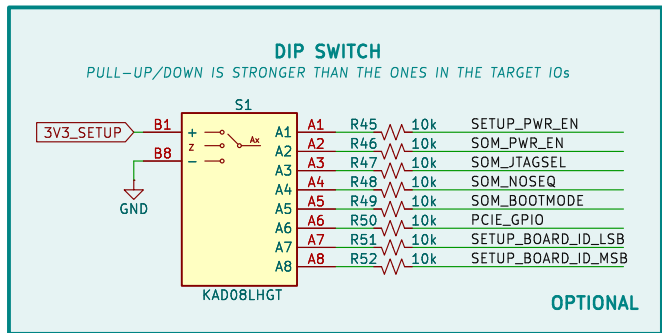 DIP SWITCH
PULL-UP/DOWN IS STRONGER THAN THE ONES IN THE TARGET IOs
S1
3V3_SETUP B1 + A1 A1 R45 10k SETUP_PWR_EN
Z Ax A2 A2 R46 10k SOM_PWR_EN
B8 - A3 A3 R47 10k SOM_JTAGSEL
A4 A4 R48 10k SOM_NOSEQ
GND A5 A5 R49 10k SOM_BOOTMODE
A6 A6 R50 10k PCIE_GPIO
A7 A7 R51 10k SETUP_BOARD_ID_LSB
A8 A8 R52 10k SETUP_BOARD_ID_MSB
KAD08LHGT
OPTIONAL